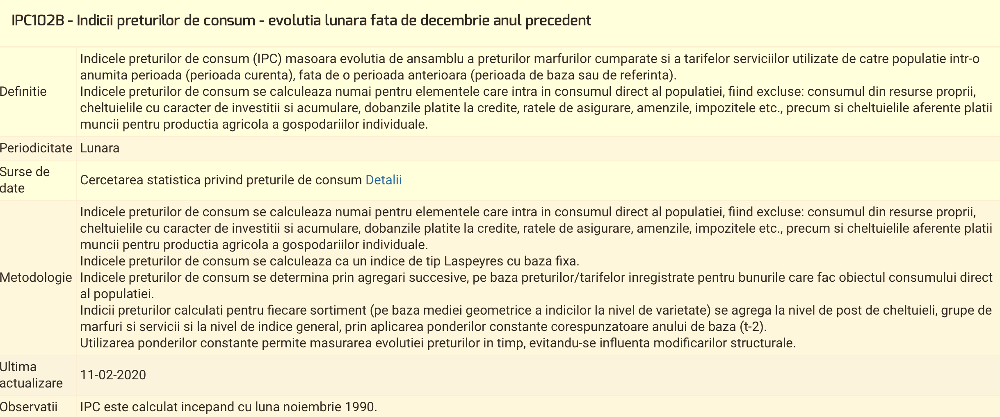 IPC102B - Indicii preturilor de consum - evolutia lunara fata de decembrie anul precedent
Definitie
Indicele preturilor de consum (IPC) masoara evolutia de ansamblu a preturilor marfurilor cumparate si a tarifelor serviciilor utilizate de catre populatie intr-o
anumita perioada (perioada curenta), fata de o perioada anterioara (perioada de baza sau de referinta).
Indicele preturilor de consum se calculeaza numai pentru elementele care intra in consumul direct al populatiei, fiind excluse: consumul din resurse proprii,
cheltuielile cu caracter de investitii si acumulare, dobanzile platite la credite, ratele de asigurare, amenzile, impozitele etc., precum si cheltuielile aferente platii
muncii pentru productia agricola a gospodariilor individuale.
Periodicitate
Lunara
Surse de
date
Cercetarea statistica privind preturile de consum Detalii
Metodologie
Indicele preturilor de consum se calculeaza numai pentru elementele care intra in consumul direct al populatiei, fiind excluse: consumul din resurse proprii,
cheltuielile cu caracter de investitii si acumulare, dobanzile platite la credite, ratele de asigurare, amenzile, impozitele etc., precum si cheltuielile aferente platii
muncii pentru productia agricola a gospodariilor individuale.
Indicele preturilor de consum se calculeaza ca un indice de tip Laspeyres cu baza fixa.
Indicele preturilor de consum se determina prin agregari succesive, pe baza preturilor/tarifelor inregistrate pentru bunurile care fac obiectul consumului direct
al populatiei.
Indicii preturilor calculati pentru fiecare sortiment (pe baza mediei geometrice a indicilor la nivel de varietate) se agrega la nivel de post de cheltuieli, grupe de
marfuri si servicii si la nivel de indice general, prin aplicarea ponderilor constante corespunzatoare anului de baza (t-2).
Utilizarea ponderilor constante permite masurarea evolutiei preturilor in timp, evitandu-se influenta modificarilor structurale.
Ultima
actualizare
11-02-2020
Observatii
IPC este calculat incepand cu luna noiembrie 1990.